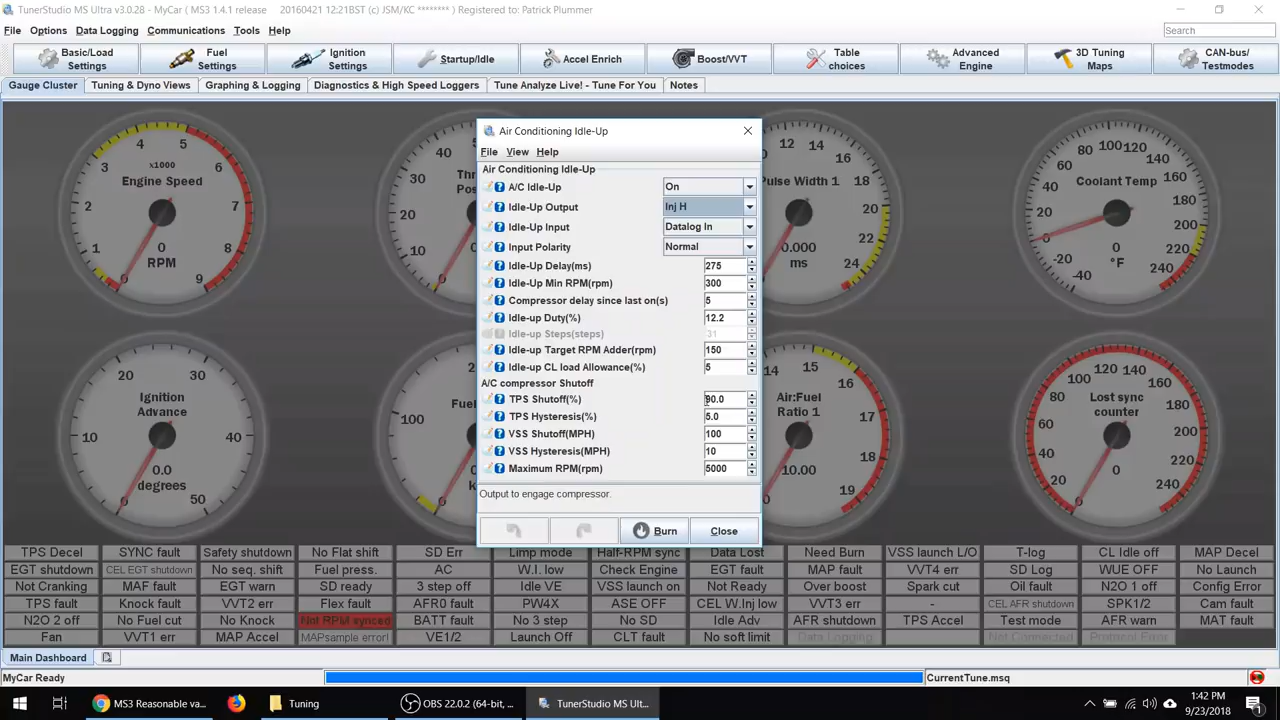 TunerStudio MS Ultra v3.0.28 - MyCar ( MS3 1.4.1 release    20160421 12:21BST (c) JSM/KC ********  ) Registered to: Patrick Plummer
File Options Data Logging Communications Tools Help Search
Basic/Load Settings
Fuel Settings
Ignition Settings
Startup/Idle
Accel Enrich
Boost/VVT
Table choices
Advanced Engine
3D Tuning Maps
CAN-bus/ Testmodes
Gauge Cluster Tuning & Dyno Views Graphing & Logging Diagnostics & High Speed Loggers Tune Analyze Live! - Tune For You Notes
x1000
Engine Speed
0 1 2 3 4 5 6 7 8 9
0
RPM
Thr
Pos
0 10 20 30 40
Air Conditioning Idle-Up
File View Help
Air Conditioning Idle-Up
A/C Idle-Up On
Idle-Up Output Inj H
Idle-Up Input Datalog In
Input Polarity Normal
Idle-Up Delay(ms) 275
Idle-Up Min RPM(rpm) 300
Compressor delay since last on(s) 5
Idle-up Duty(%) 12.2
Idle-up Steps(steps) 31
Idle-up Target RPM Adder(rpm) 150
Idle-up CL load Allowance(%) 5
A/C compressor Shutoff
TPS Shutoff(%) 90.0
TPS Hysteresis(%) 5.0
VSS Shutoff(MPH) 100
VSS Hysteresis(MPH) 10
Maximum RPM(rpm) 5000
Output to engage compressor.
Burn Close
Pulse Width 1
12 14 16 18 20 22 24
0.000
ms
Coolant Temp
-40 -20 0 20 40 60 80 100 120 140 160 180 200 220 240
0
°F
Ignition
Advance
0 10 20 30 40 50
0.0
degrees
Fuel
0
Air:Fuel
Ratio 1
14 15 16 17 18 19
10.00
Lost sync
counter
0 20 40 60 80 100 120 140 160 180 200 220 240
0
TPS Decel SYNC fault Safety shutdown No Flat shift SD Err Limp mode Half-RPM sync Data Lost Need Burn VSS launch L/O T-log CL Idle off MAP Decel
EGT shutdown CEL EGT shutdown No seq. shift Fuel press. AC W.I. low Check Engine EGT fault MAP fault VVT4 err SD Log WUE OFF No Launch
Not Cranking MAF fault EGT warn SD ready 3 step off Idle VE VSS launch on Not Ready Over boost Spark cut Oil fault N2O 1 off Config Error
TPS fault Knock fault VVT2 err Flex fault AFR0 fault PW4X ASE OFF CEL W.Inj low VVT3 err - CEL AFR shutdown SPK1/2 Cam fault
N2O 2 off No Fuel cut No Knock Not RPM synced BATT fault No 3 step No SD Idle Adv AFR shutdown TPS Accel Test mode AFR warn MAT fault
Fan VVT1 err MAP Accel MAPsample error! VE1/2 Launch Off CLT fault No soft limit Data Logging Not Connected Protocol Error
Main Dashboard
MyCar Ready CurrentTune.msq
MS3 Reasonable va... Tuning OBS 22.0.2 (64-bit, ... TunerStudio MS Ult...
1:42 PM
9/23/2018
1